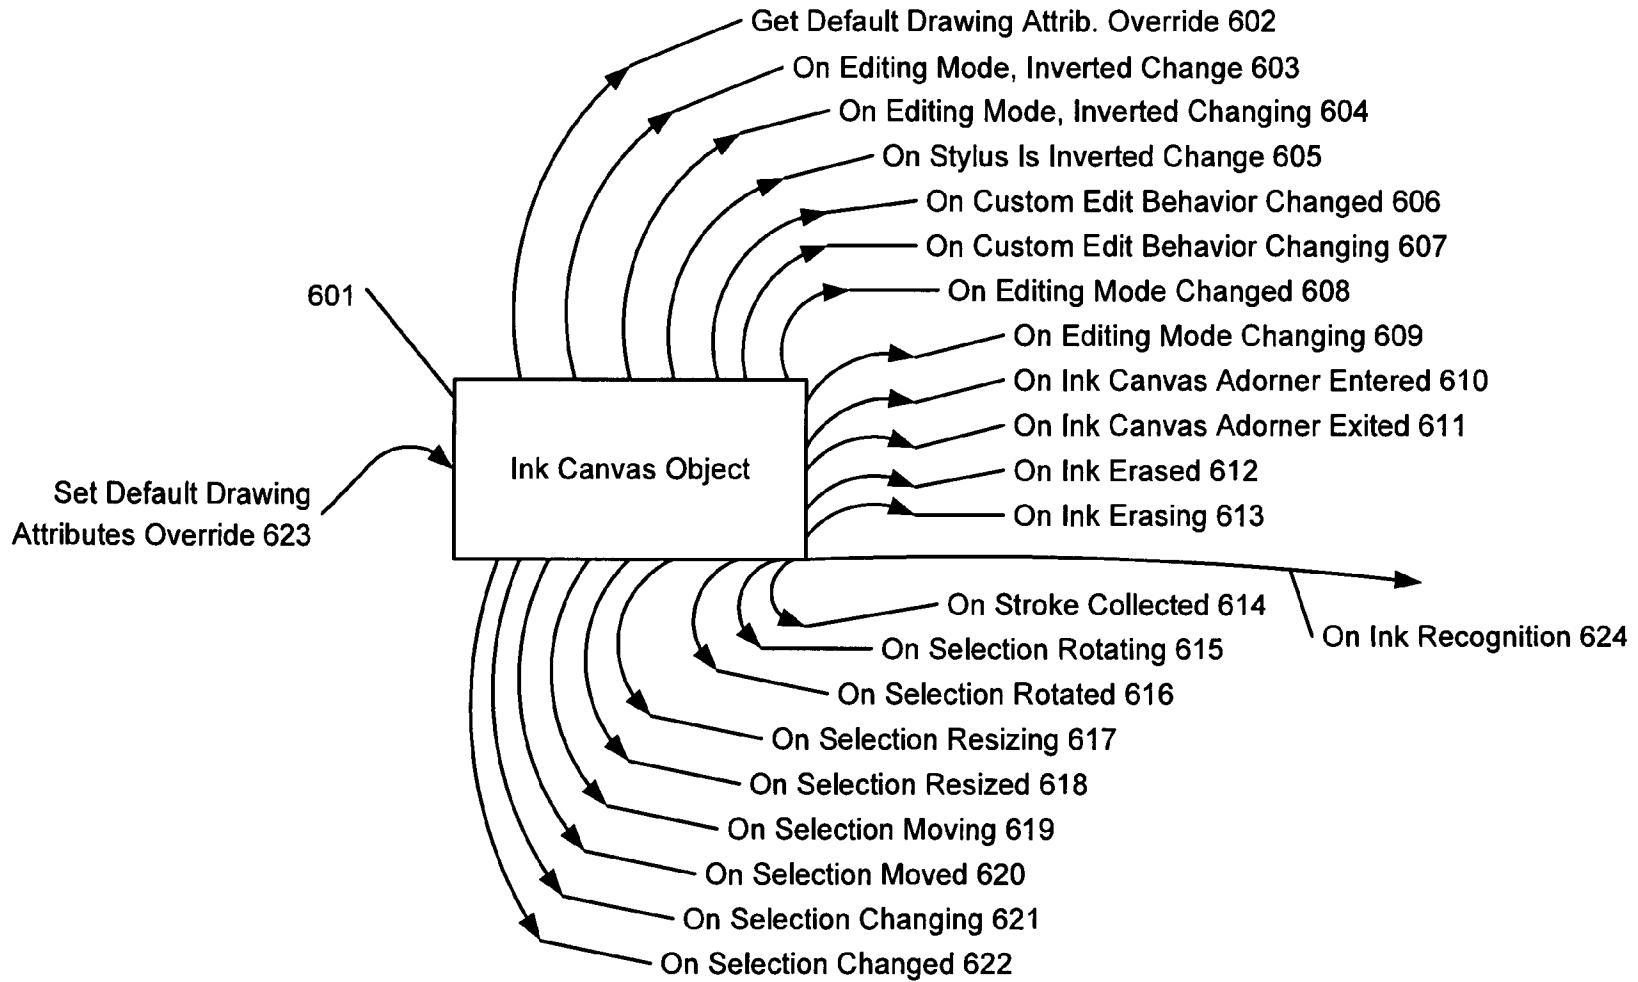 Get Default Drawing Attrib. Override 602
On Editing Mode, Inverted Change 603
On Editing Mode, Inverted Changing 604
On Stylus Is Inverted Change 605
On Custom Edit Behavior Changed 606
On Custom Edit Behavior Changing 607
On Editing Mode Changed 608
601
On Editing Mode Changing 609
On Ink Canvas Adorner Entered 610
On Ink Canvas Adorner Exited 611
Ink Canvas Object
On Ink Erased 612
Set Default Drawing
Attributes Override 623
On Ink Erasing 613
On Stroke Collected 614
On Ink Recognition 624
On Selection Rotating 615
On Selection Rotated 616
On Selection Resizing 617
On Selection Resized 618
On Selection Moving 619
On Selection Moved 620
On Selection Changing 621
On Selection Changed 622